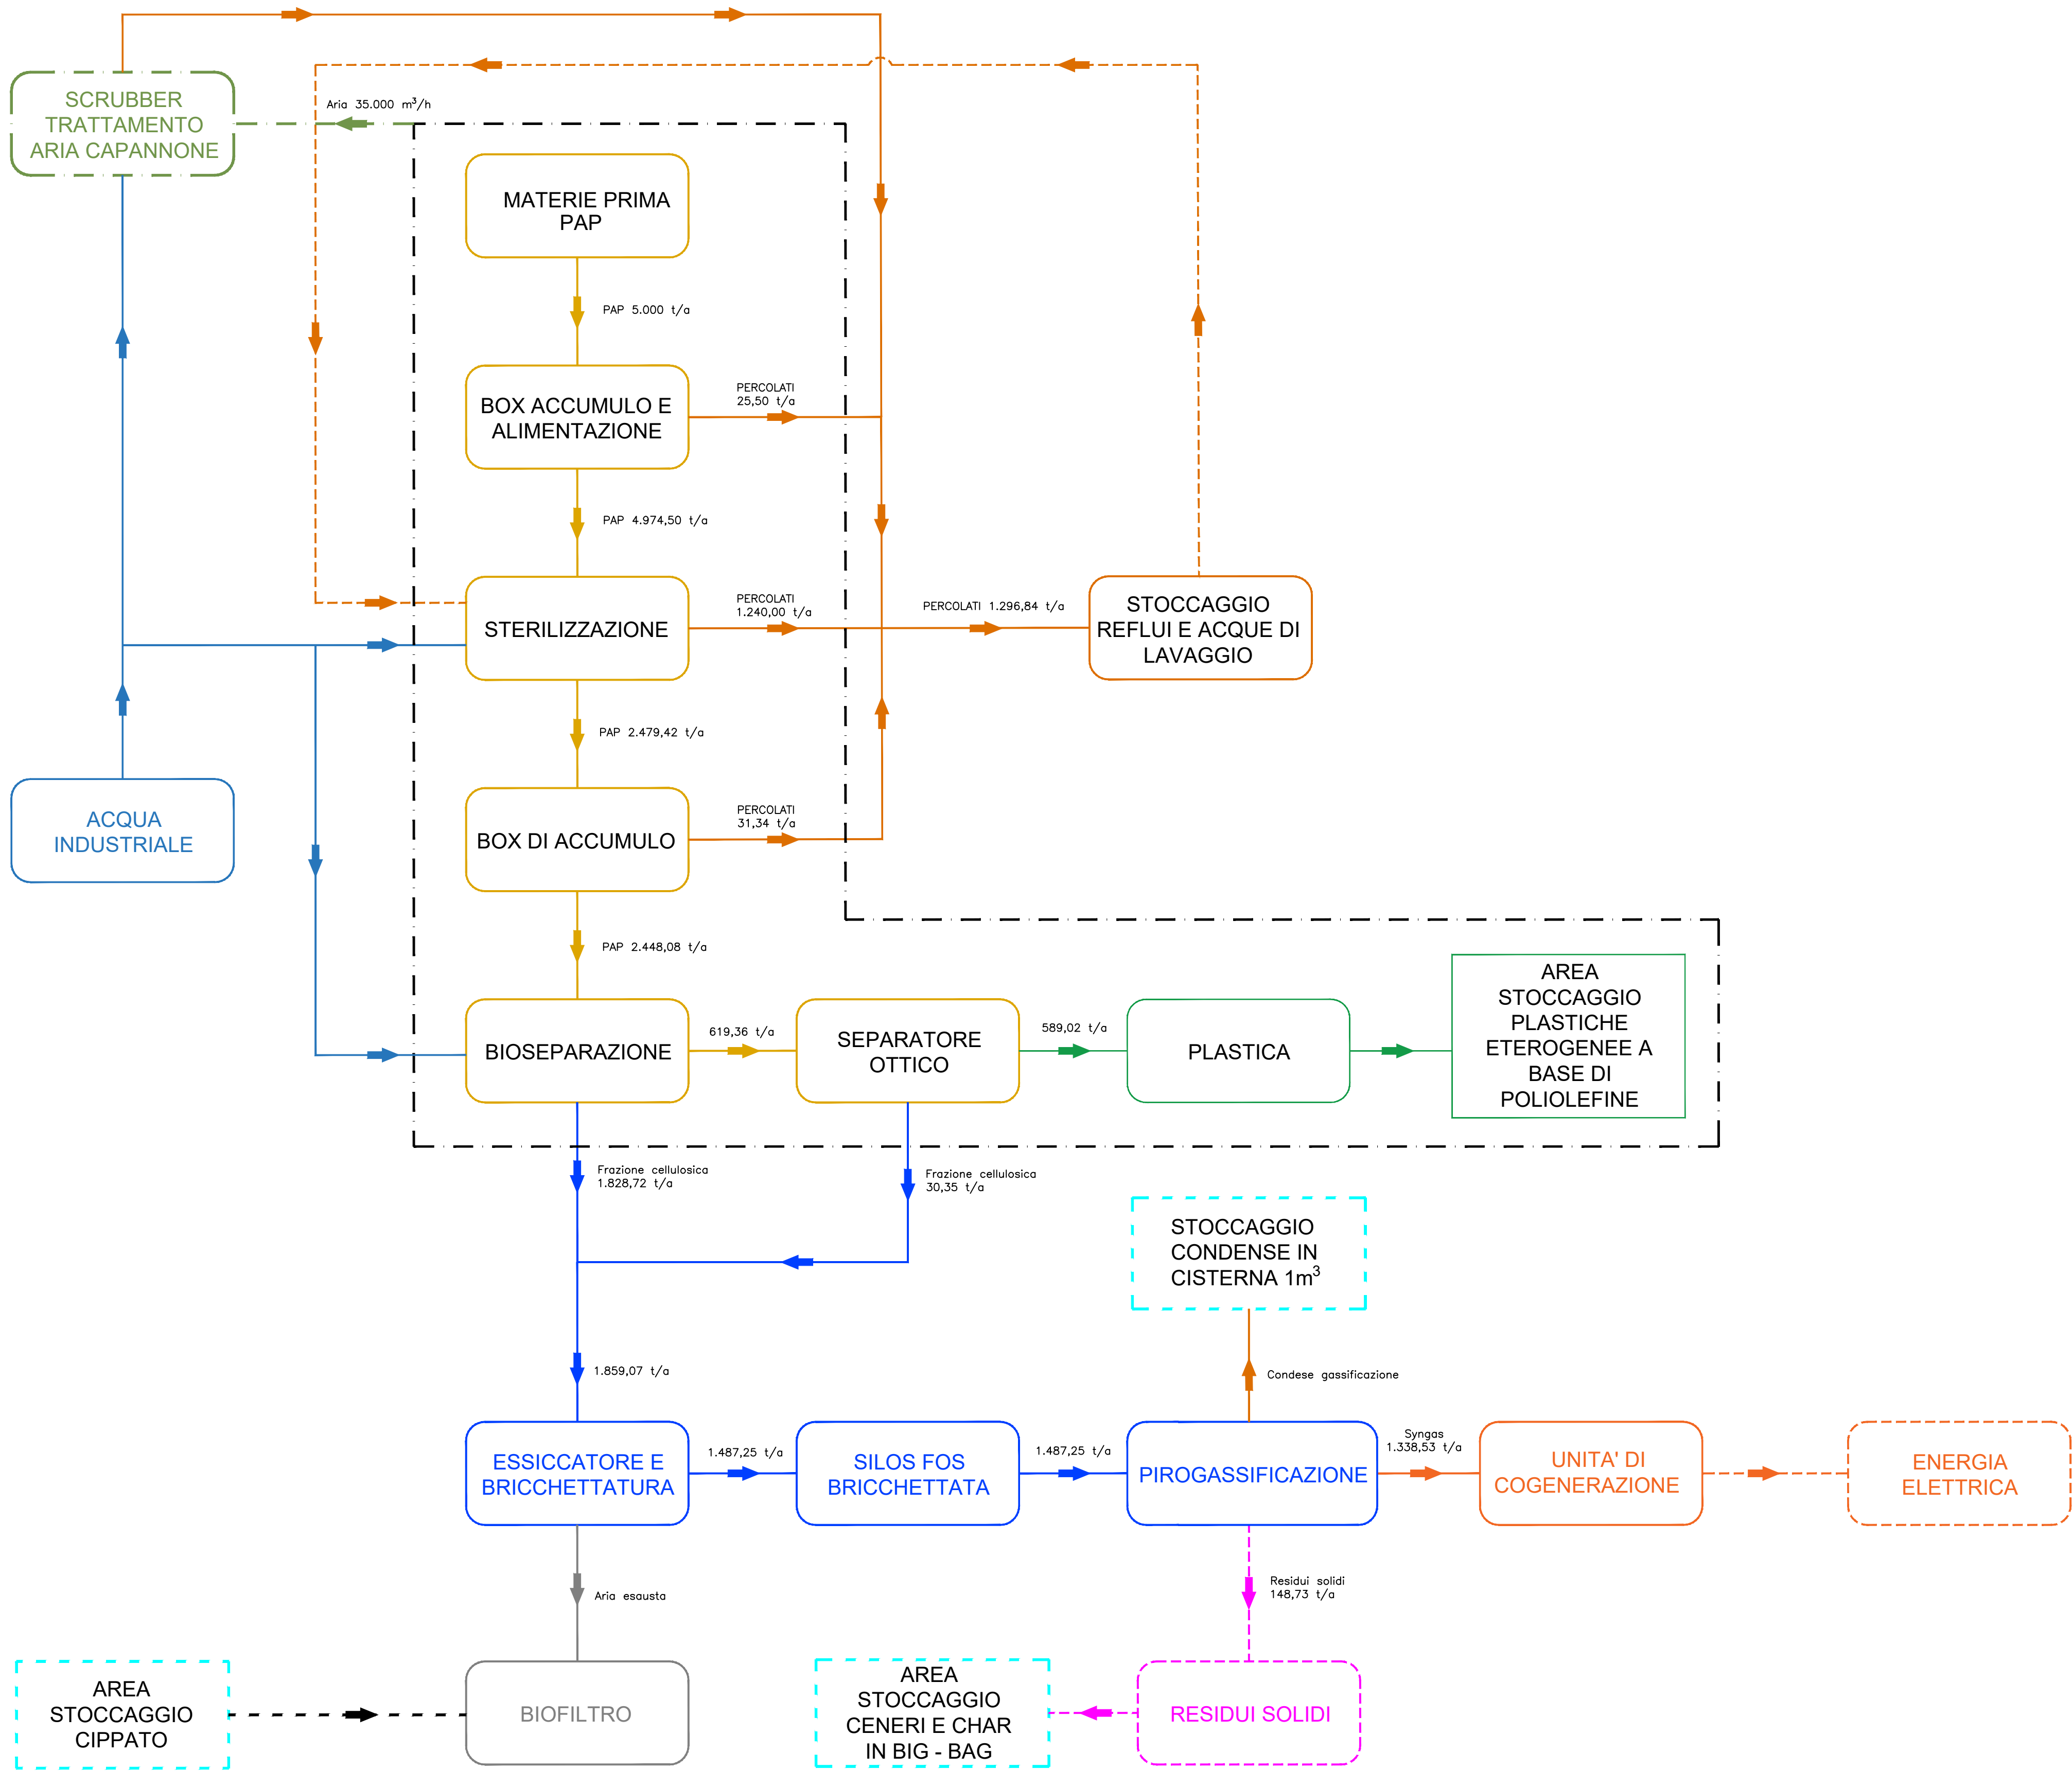 SCRUBBER
TRATTAMENTO
ARIA CAPANNONE
Aria 35.000 m³/h
MATERIE PRIMA
PAP
PAP 5.000 t/a
BOX ACCUMULO E
ALIMENTAZIONE
PERCOLATI
25,50 t/a
PAP 4.974,50 t/a
STERILIZZAZIONE
PERCOLATI
1.240,00 t/a
PERCOLATI 1.296,84 t/a
STOCCAGGIO
REFLUI E ACQUE DI
LAVAGGIO
PAP 2.479,42 t/a
ACQUA
INDUSTRIALE
BOX DI ACCUMULO
PERCOLATI
31,34 t/a
PAP 2.448,08 t/a
BIOSEPARAZIONE
619,36 t/a
SEPARATORE
OTTICO
589,02 t/a
PLASTICA
AREA
STOCCAGGIO
PLASTICHE
ETEROGENEE A
BASE DI
POLIOLEFINE
Frazione cellulosica
1.828,72 t/a
Frazione cellulosica
30,35 t/a
STOCCAGGIO
CONDENSE IN
CISTERNA 1m³
1.859,07 t/a
Condese gassificazione
ESSICCATORE E
BRICCHETTATURA
1.487,25 t/a
SILOS FOS
BRICCHETTATA
1.487,25 t/a
PIROGASSIFICAZIONE
Syngas
1.338,53 t/a
UNITA' DI
COGENERAZIONE
ENERGIA
ELETTRICA
Aria esausta
Residui solidi
148,73 t/a
AREA
STOCCAGGIO
CIPPATO
BIOFILTRO
AREA
STOCCAGGIO
CENERI E CHAR
IN BIG - BAG
RESIDUI SOLIDI